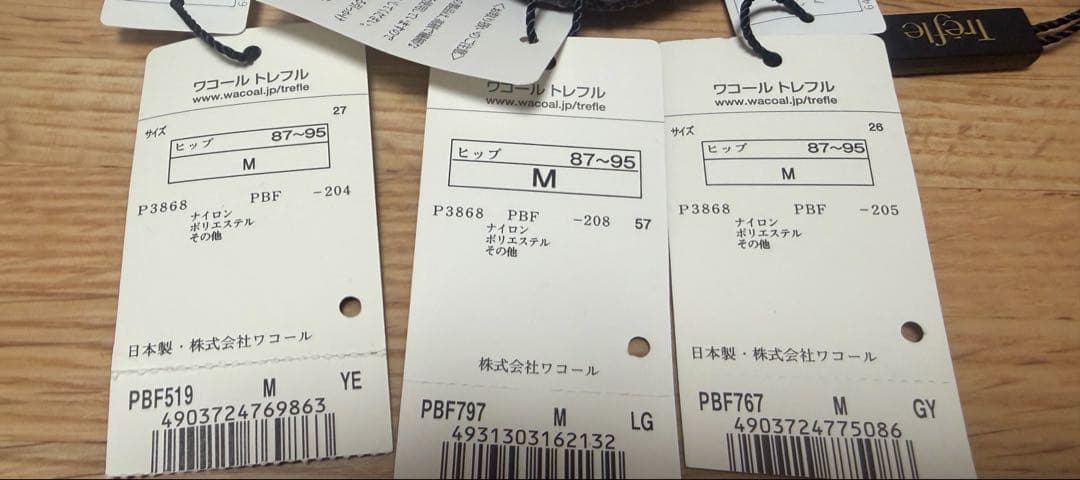 ワコール トレフル
www.wacoal.jp/trefle
27
サイズ
ヒップ 87~95
M
P3868 PBF -204
ナイロン
ポリエステル
その他
日本製・株式会社ワコール
PBF519 M YE
4903724769863
ワコール トレフル
www.wacoal.jp/trefle
ヒップ 87~95
M
P3868 PBF -208 57
ナイロン
ポリエステル
その他
株式会社ワコール
PBF797 M LG
4931303162132
ワコール トレフル
www.wacoal.jp/trefle
サイズ 26
ヒップ 87~95
M
P3868 PBF -205
ナイロン
ポリエステル
その他
日本製・株式会社ワコール
PBF767 M GY
4903724775086
Trèfle